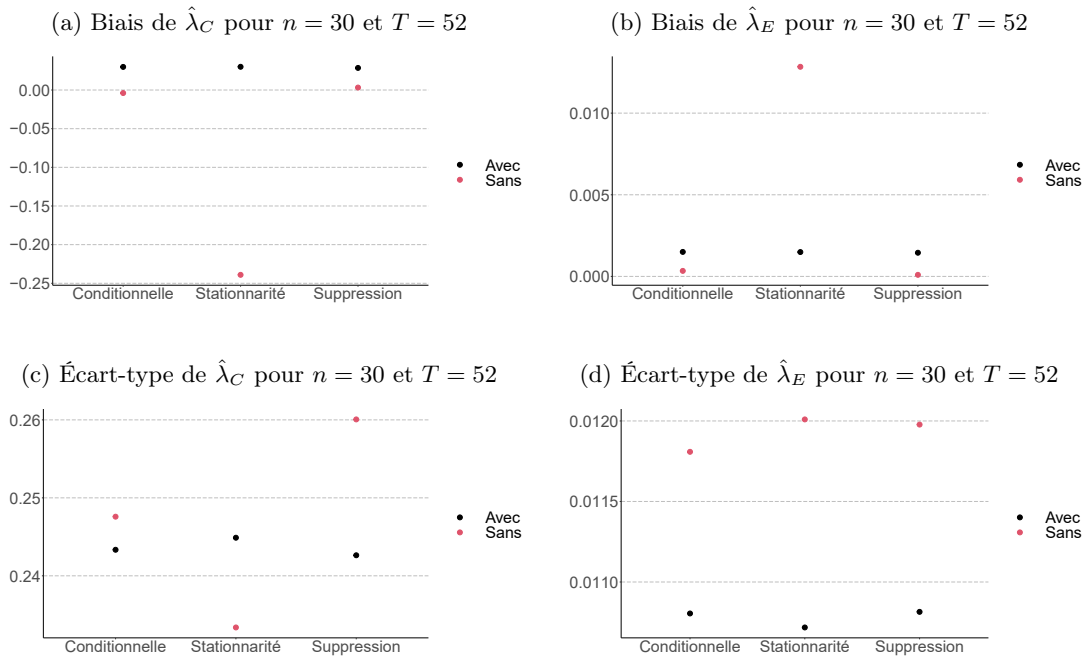 (a) Biais de λ̂_C pour n = 30 et T = 52
0.00
−0.05
−0.10
−0.15
−0.20
−0.25
Conditionnelle Stationnarité Suppression
Avec
Sans
(b) Biais de λ̂_E pour n = 30 et T = 52
0.010
0.005
0.000
Conditionnelle Stationnarité Suppression
Avec
Sans
(c) Écart-type de λ̂_C pour n = 30 et T = 52
0.26
0.25
0.24
Conditionnelle Stationnarité Suppression
Avec
Sans
(d) Écart-type de λ̂_E pour n = 30 et T = 52
0.0120
0.0115
0.0110
Conditionnelle Stationnarité Suppression
Avec
Sans